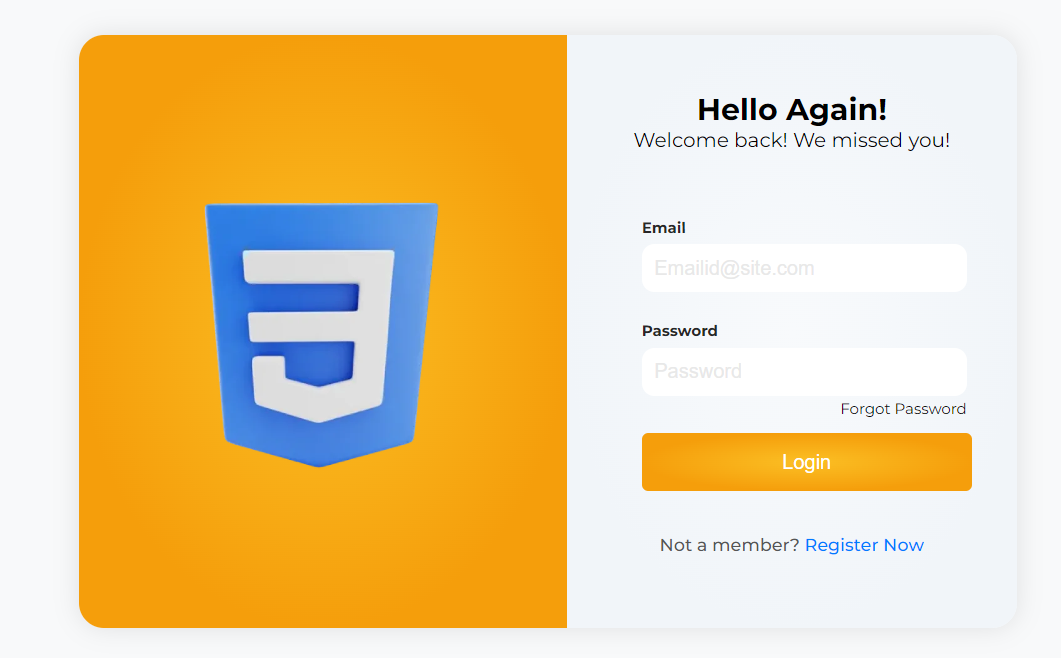 Hello Again!
Welcome back! We missed you!
Email
Emailid@site.com
Password
Password
Forgot Password
Login
Not a member? Register Now